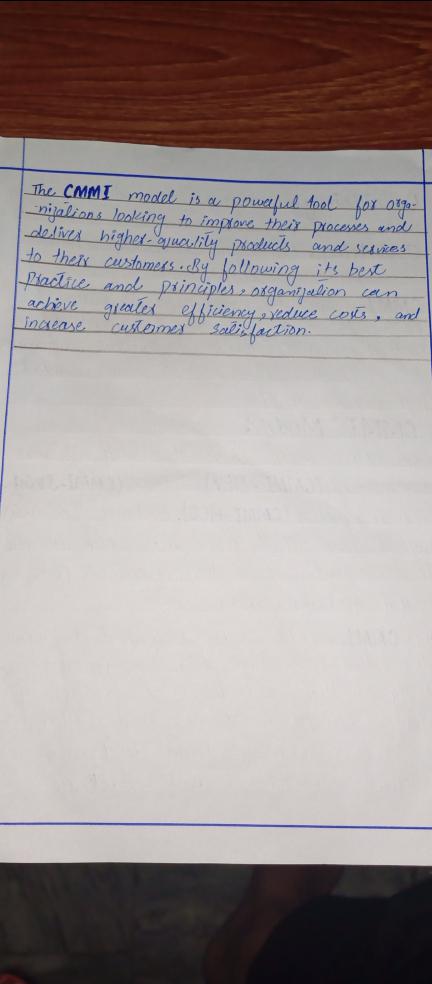 The CMMI model is a powerful tool for orga-
-nizations looking to improve their processes and
deliver higher-quality products and services
to their customers. By following its best
Practice and principles, organization can
achieve greater efficiency, reduce costs, and
increase customer satisfaction.